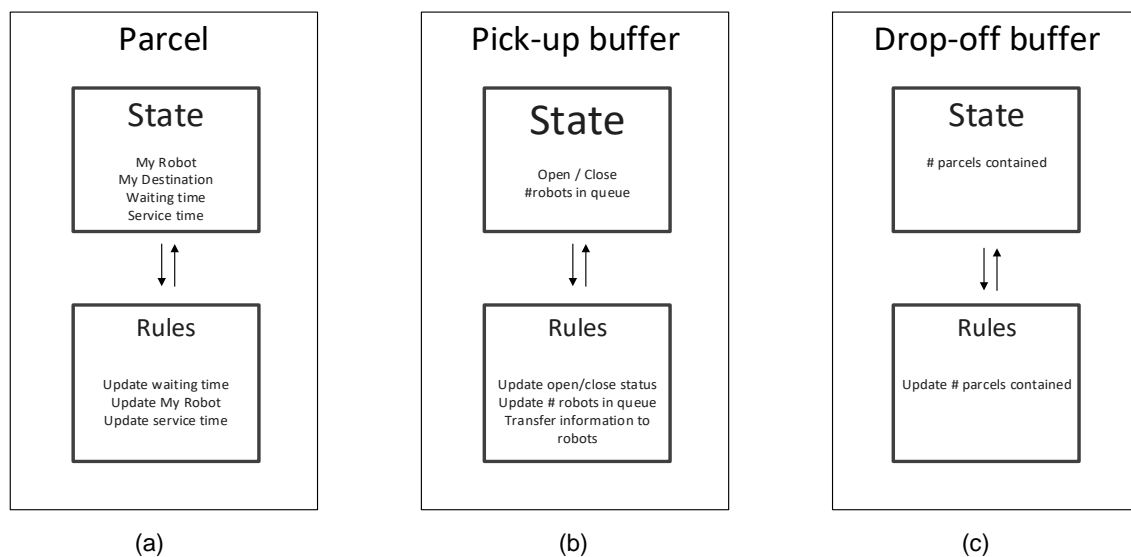 Parcel
State
My Robot
My Destination
Waiting time
Service time
Rules
Update waiting time
Update My Robot
Update service time
(a)
Pick-up buffer
State
Open / Close
#robots in queue
Rules
Update open/close status
Update # robots in queue
Transfer information to
robots
(b)
Drop-off buffer
State
# parcels contained
Rules
Update # parcels contained
(c)